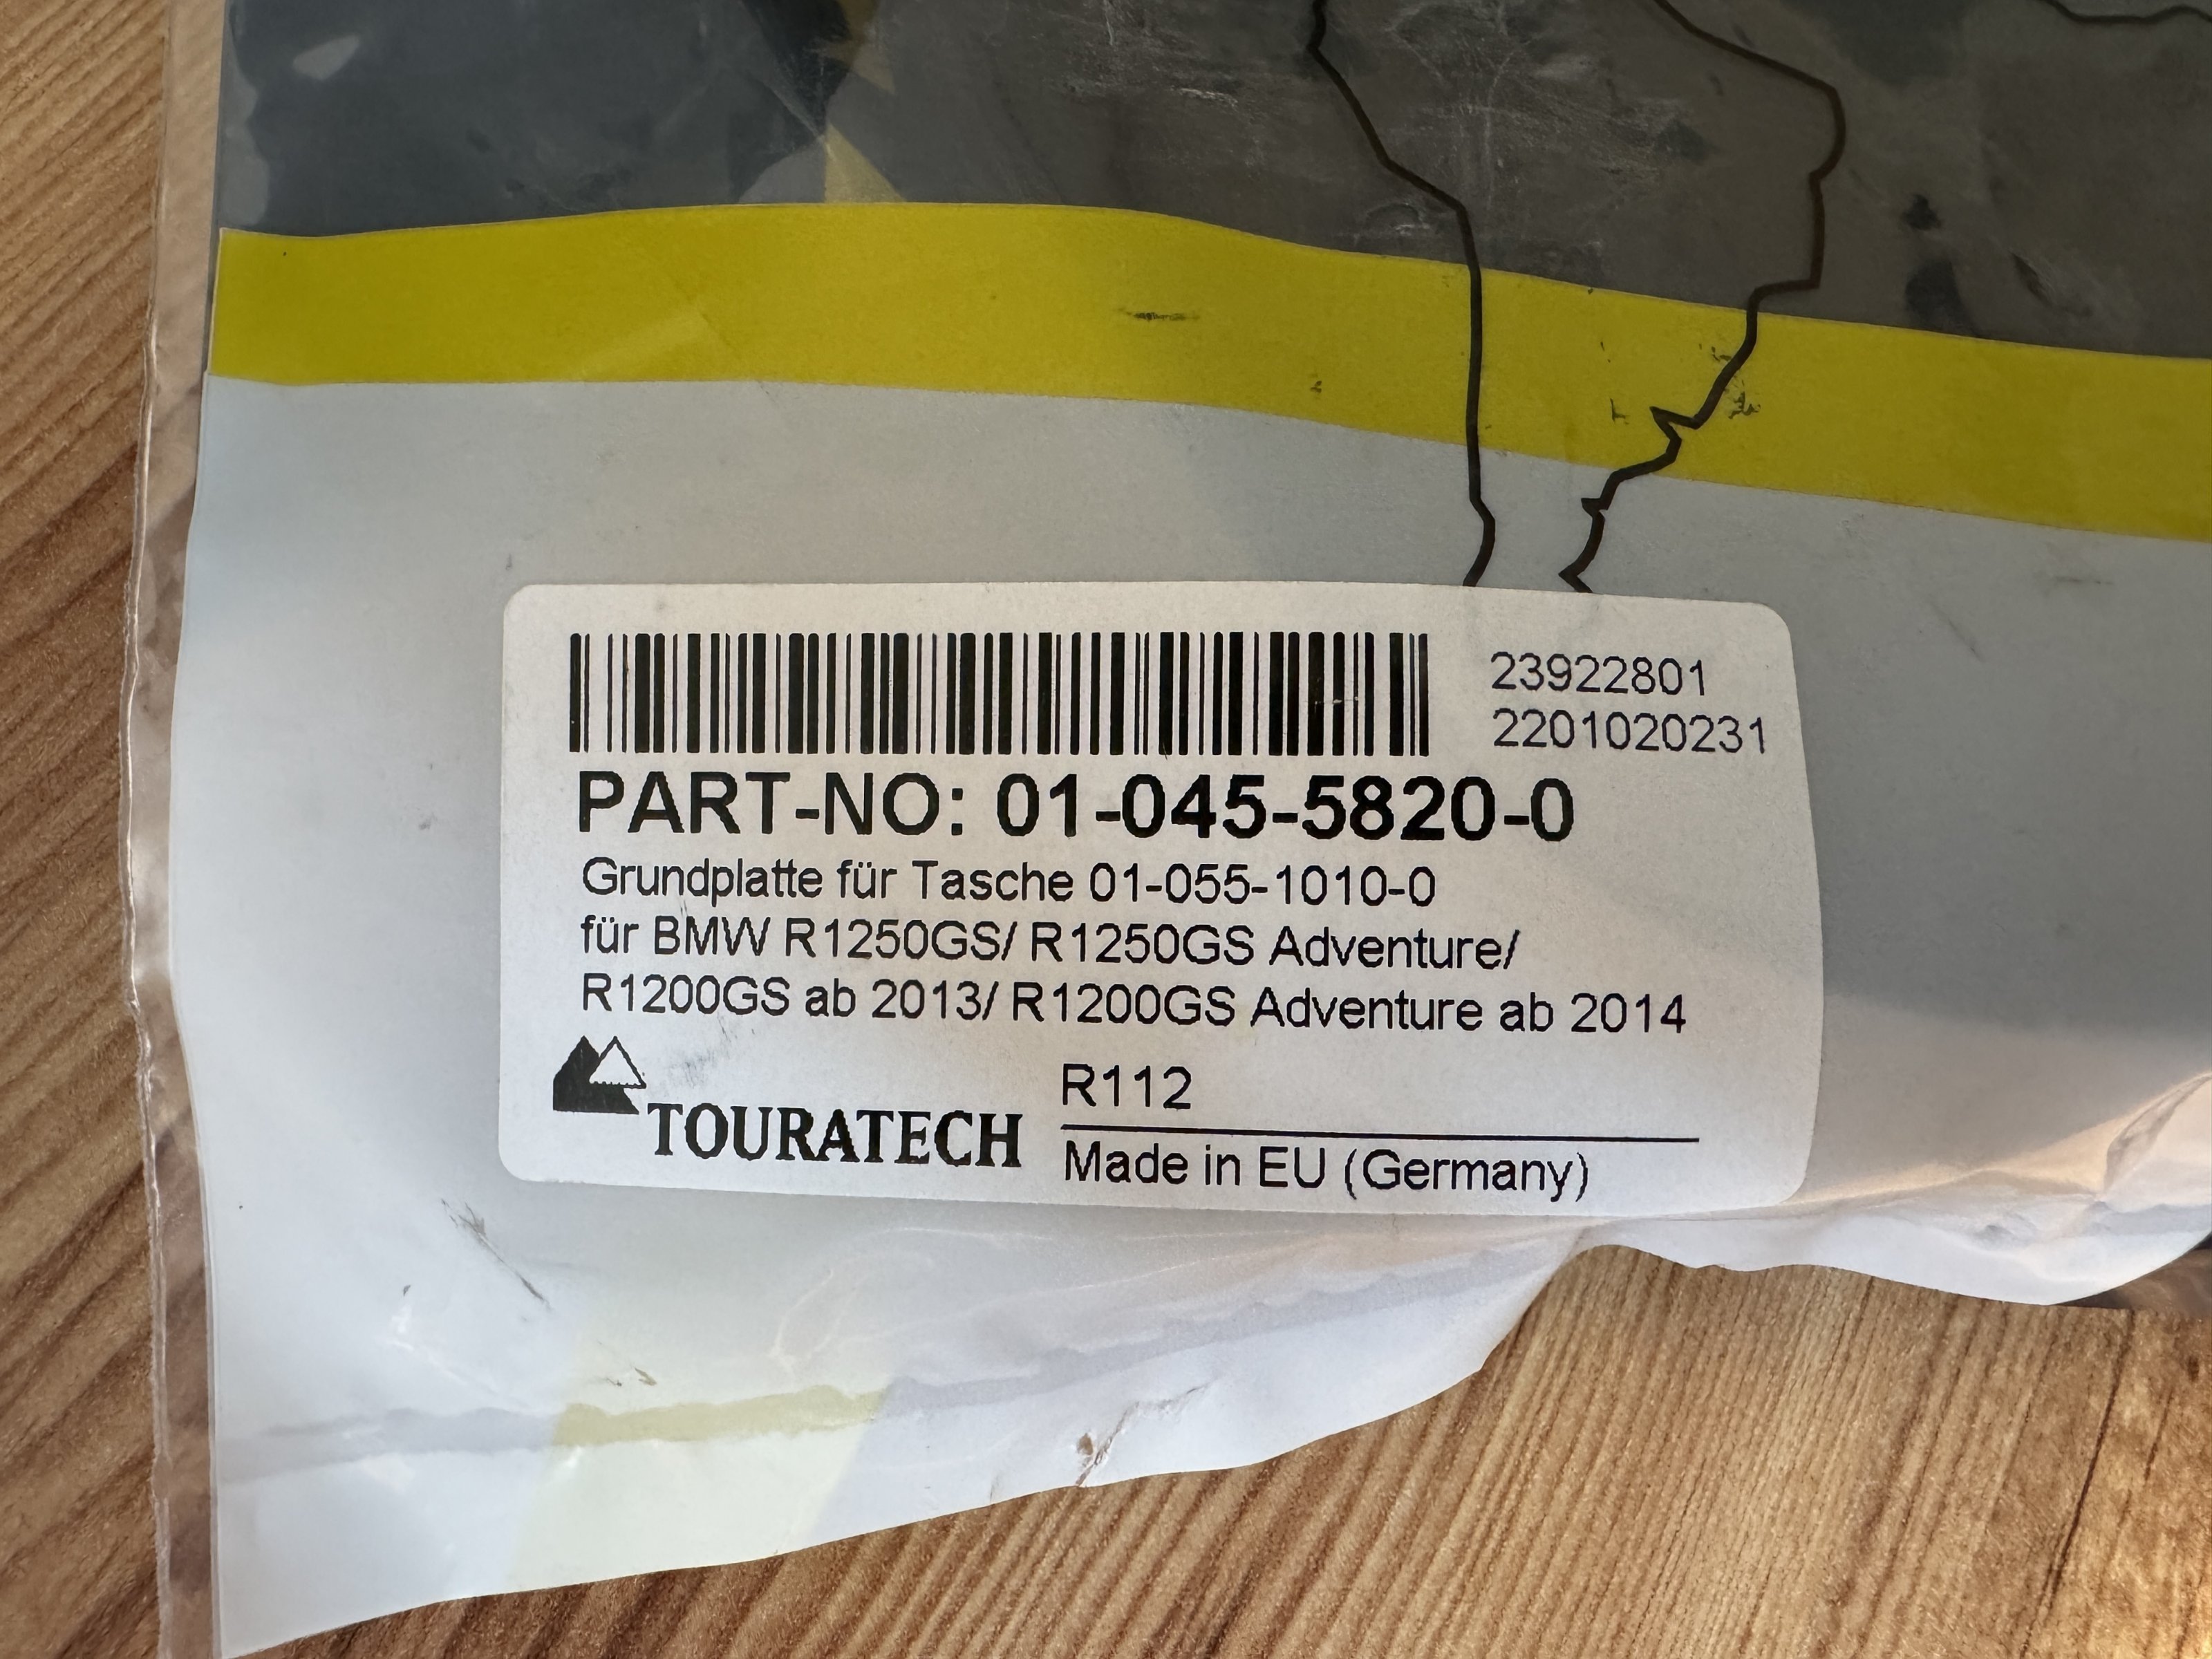 23922801
2201020231
PART-NO: 01-045-5820-0
Grundplatte für Tasche 01-055-1010-0
für BMW R1250GS/ R1250GS Adventure/
R1200GS ab 2013/ R1200GS Adventure ab 2014
TOURATECH
R112
Made in EU (Germany)